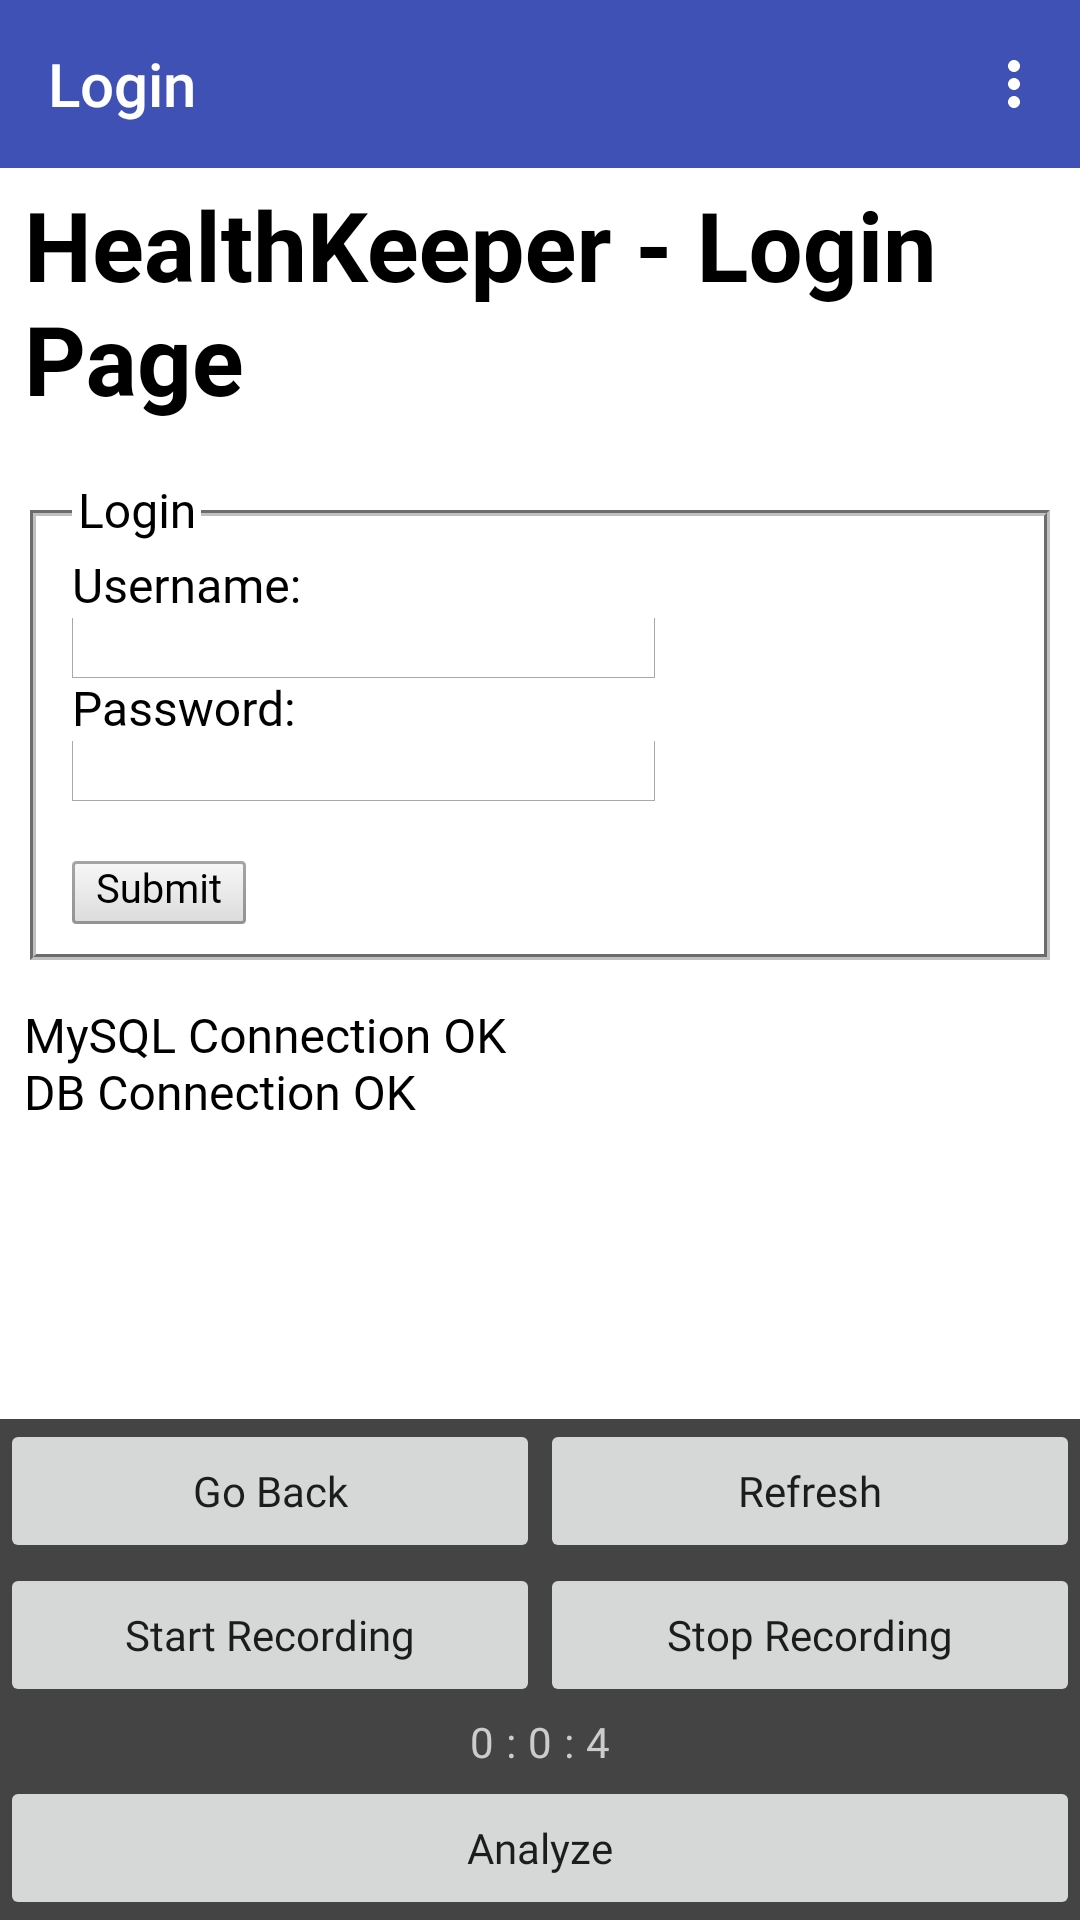 Login
HealthKeeper - Login
Page
Login
Username:
Password:
Submit
MySQL Connection OK
DB Connection OK
Go Back
Refresh
Start Recording
Stop Recording
0 : 0 : 4
Analyze